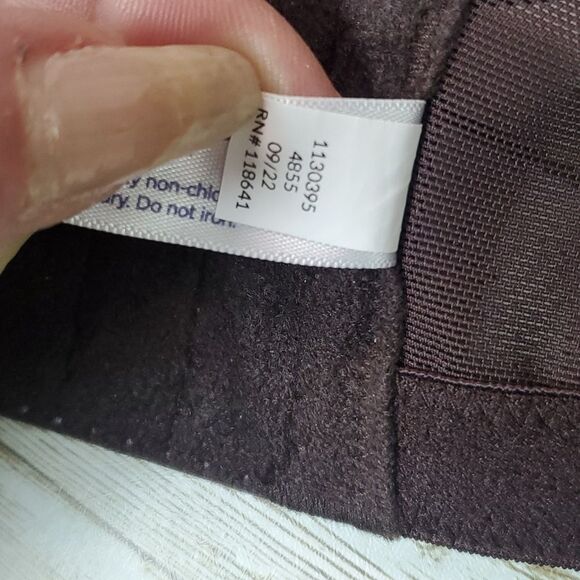 1130395
4855
09/22
RN# 118641
non-chlo
ry. Do not iron.